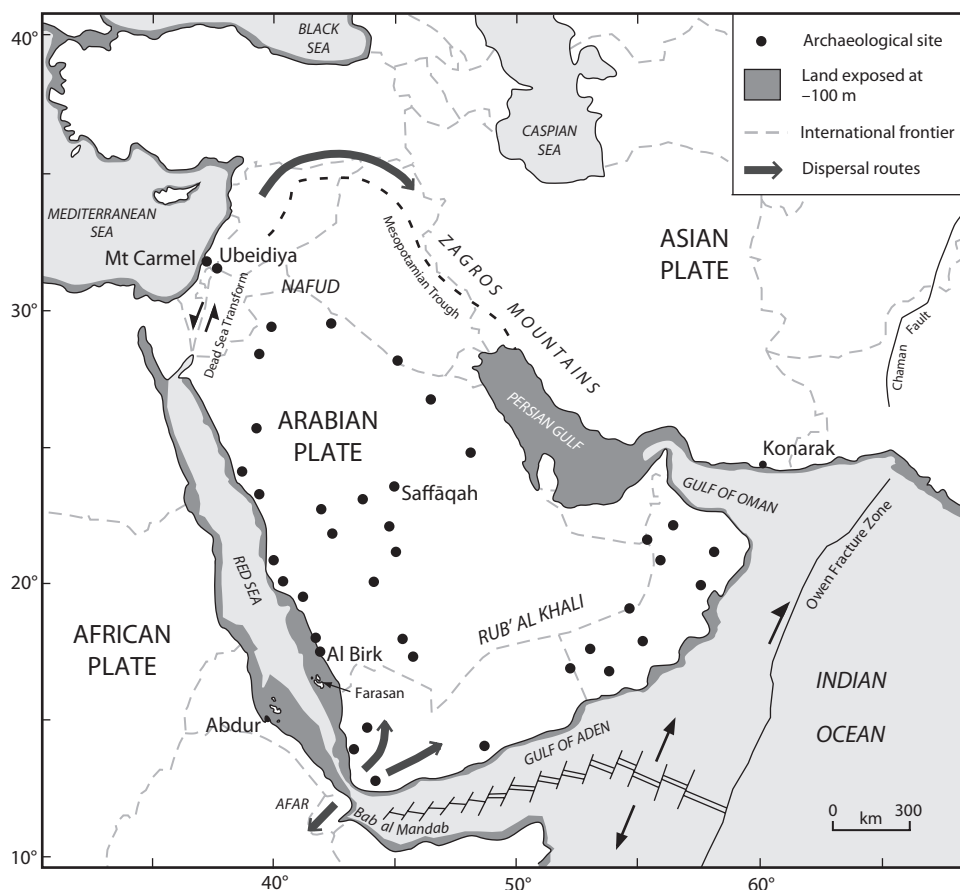 40°
BLACK
SEA
Archaeological site
Land exposed at
–100 m
International frontier
Dispersal routes
CASPIAN
SEA
MEDITERRANEAN
SEA
Mt Carmel
Ubeidiya
NAFUD
Mesopotamian Trough
ZAGROS MOUNTAINS
ASIAN
PLATE
30°
Dead Sea Transform
Chaman Fault
ARABIAN
PLATE
PERSIAN GULF
Konarak
Saffāqah
GULF OF OMAN
Owen Fracture Zone
20°
RED SEA
AFRICAN
PLATE
RUB' AL KHALI
Al Birk
Farasan
Abdur
INDIAN
OCEAN
GULF OF ADEN
AFAR
Bab al Mandab
0 300
km
10°
40° 50° 60°